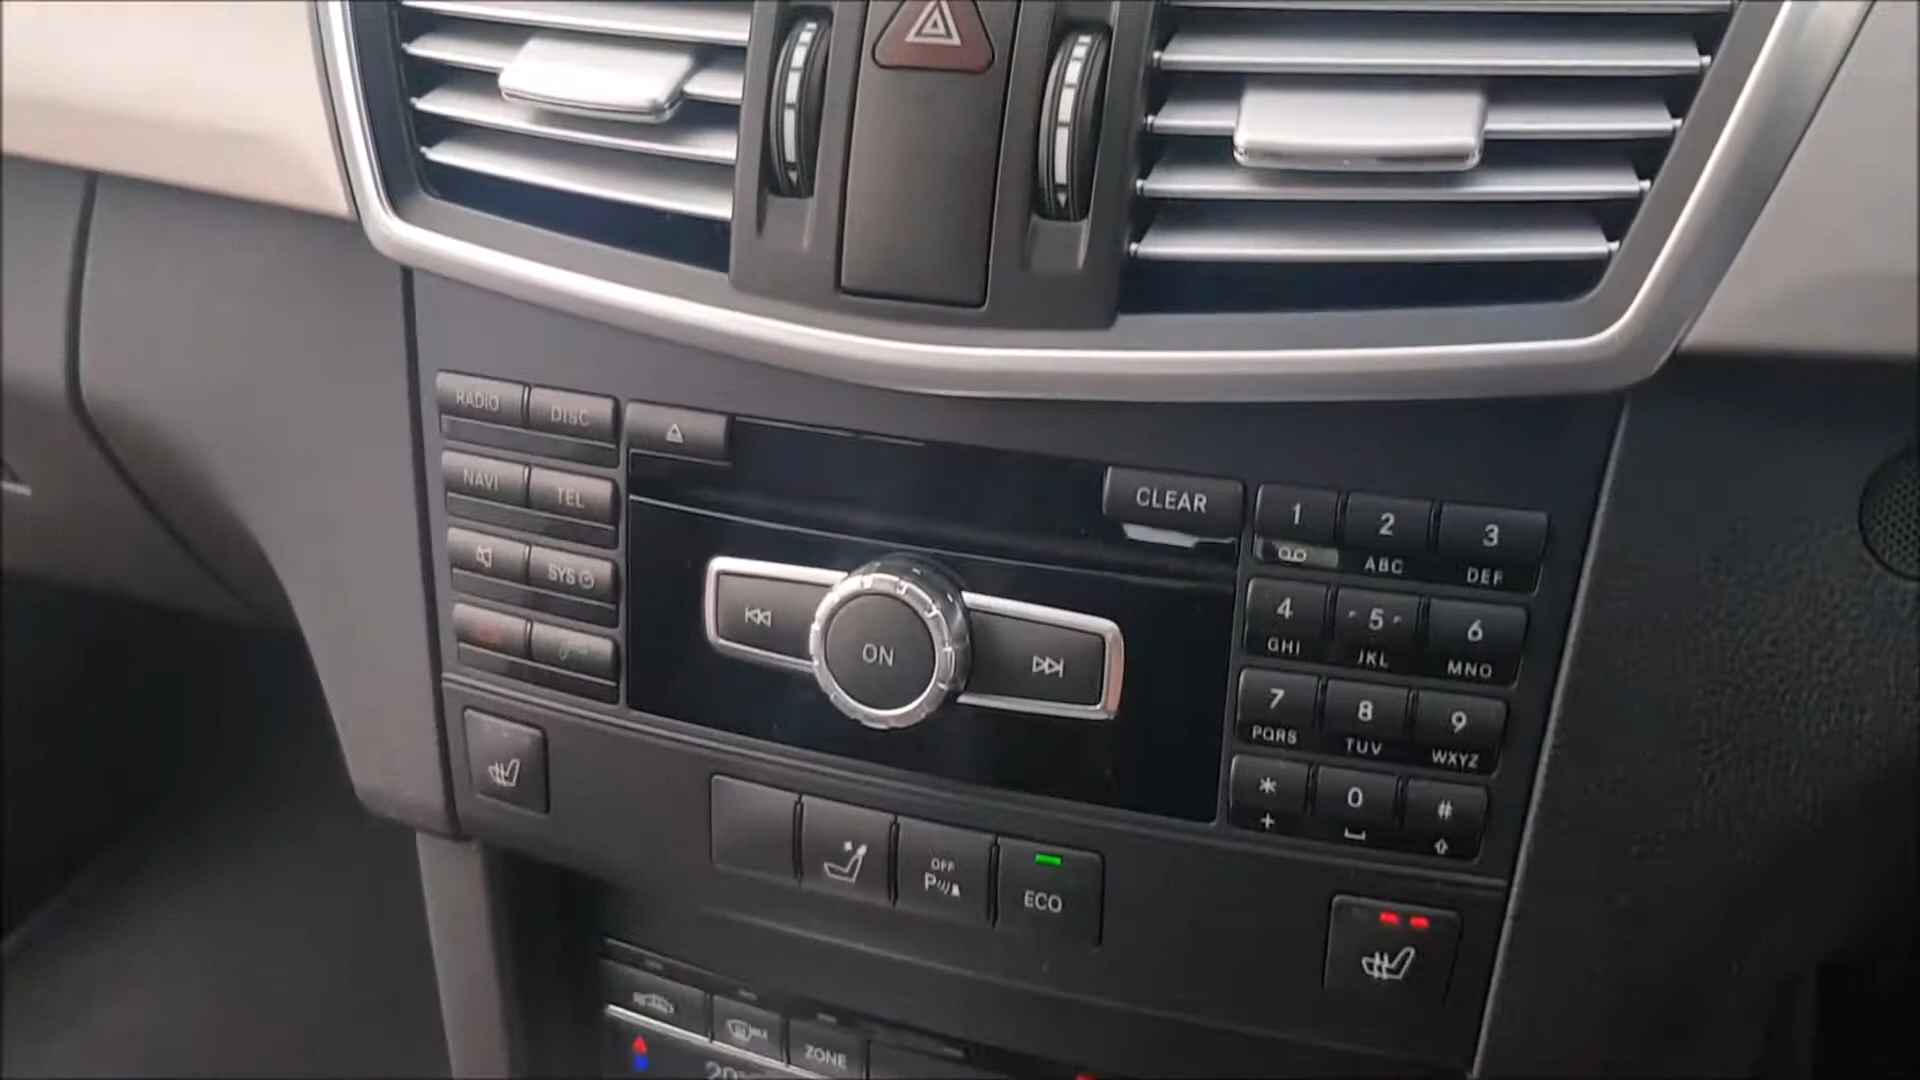 RADIO
DISC
NAVI
TEL
SYS
CLEAR
ON
1
2
ABC
3
DEF
4
GHI
5
JKL
6
MNO
7
PQRS
8
TUV
9
WXYZ
*
+
0
#
OFF
P
ECO
ZONE